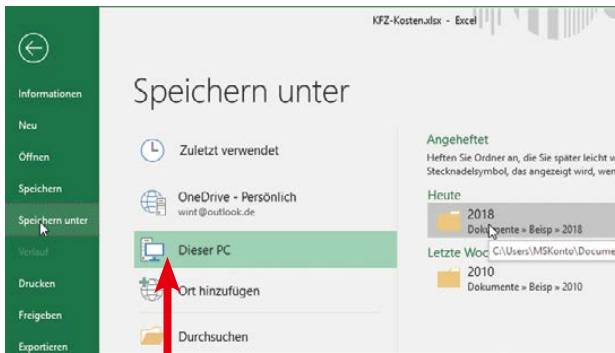 KFZ-Kosten.xlsx - Excel
Informationen
Neu
Öffnen
Speichern
Speichern unter
Verlauf
Drucken
Freigeben
Exportieren
Speichern unter
Zuletzt verwendet
OneDrive - Persönlich
wint@outlook.de
Dieser PC
Ort hinzufügen
Durchsuchen
Angeheftet
Heften Sie Ordner an, die Sie später leicht
Stecknadelsymbol, das angezeigt wird,
Heute
2018
Dokumente » Beisp » 2018
Letzte
C:\Users\MSKonto\Docume
2010
Dokumente » Beisp » 2010